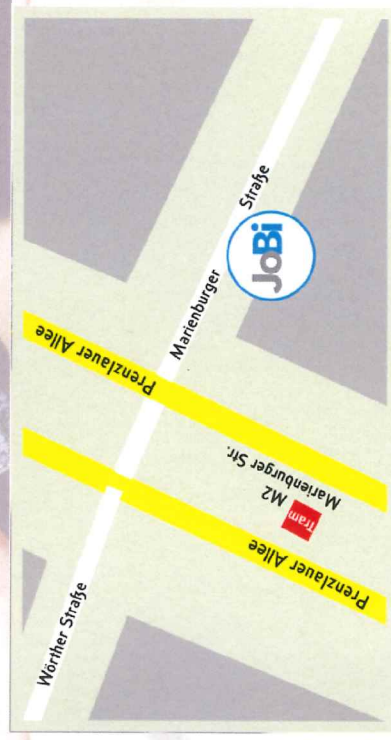 Wörther Straße
Marienburger
Straße
Prenzlauer Allee
Prenzlauer Allee
Tram
M2
Marienburger Str.
JoBi